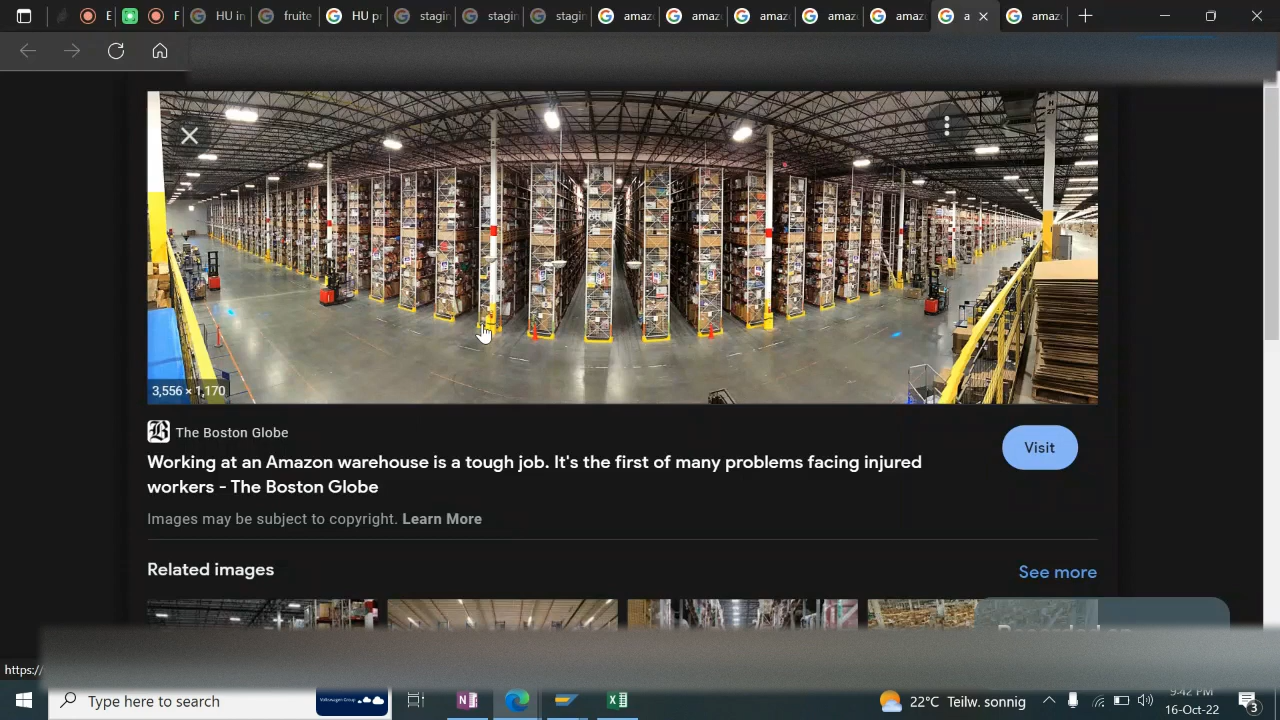 HU in
fruite
HU p
stagin
stagin
stagin
amaz
amaz
amaz
amaz
amaz
a
amaz
3,556 × 1,170
The Boston Globe
Visit
Working at an Amazon warehouse is a tough job. It's the first of many problems facing injured
workers - The Boston Globe
Images may be subject to copyright. Learn More
Related images
See more
https://
Type here to search
22°C Teilw. sonnig
9:42 PM
16-Oct-22
3